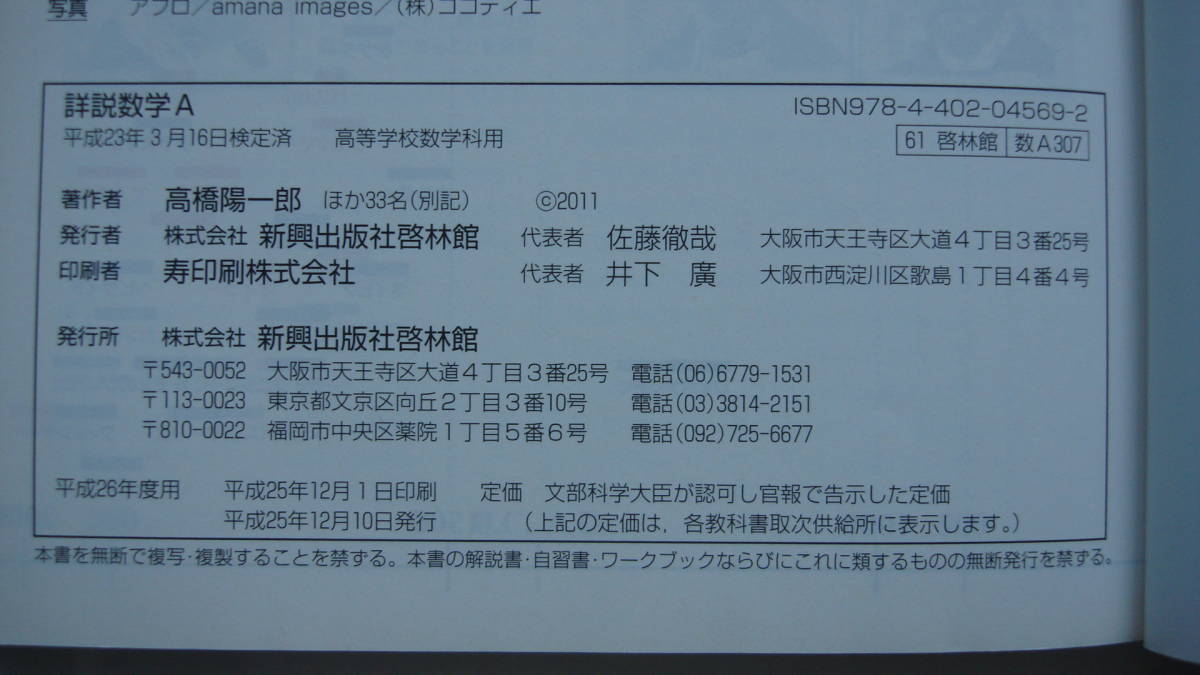 写真 アフロ／amana images／(株)ココティエ
詳説数学A ISBN978-4-402-04569-2
平成23年3月16日検定済 高等学校数学科用 61 啓林館 数A307
著作者 高橋陽一郎 ほか33名(別記) ©2011
発行者 株式会社 新興出版社啓林館 代表者 佐藤徹哉 大阪市天王寺区大道4丁目3番25号
印刷者 寿印刷株式会社 代表者 井下 廣 大阪市西淀川区歌島1丁目4番4号
発行所 株式会社 新興出版社啓林館
〒543-0052 大阪市天王寺区大道4丁目3番25号 電話(06)6779-1531
〒113-0023 東京都文京区向丘2丁目3番10号 電話(03)3814-2151
〒810-0022 福岡市中央区薬院1丁目5番6号 電話(092)725-6677
平成26年度用 平成25年12月1日印刷 定価 文部科学大臣が認可し官報で告示した定価
平成25年12月10日発行 (上記の定価は，各教科書取次供給所に表示します。)
本書を無断で複写・複製することを禁ずる。本書の解説書・自習書・ワークブックならびにこれに類するものの無断発行を禁ずる。